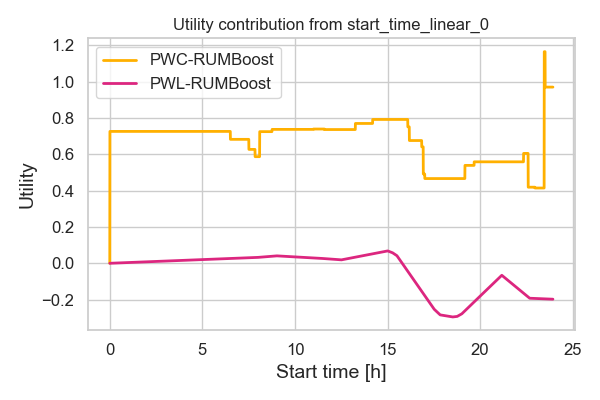 Utility contribution from start_time_linear_0
PWC-RUMBoost
PWL-RUMBoost
Utility
1.2
1.0
0.8
0.6
0.4
0.2
0.0
−0.2
0
5
10
15
20
25
Start time [h]